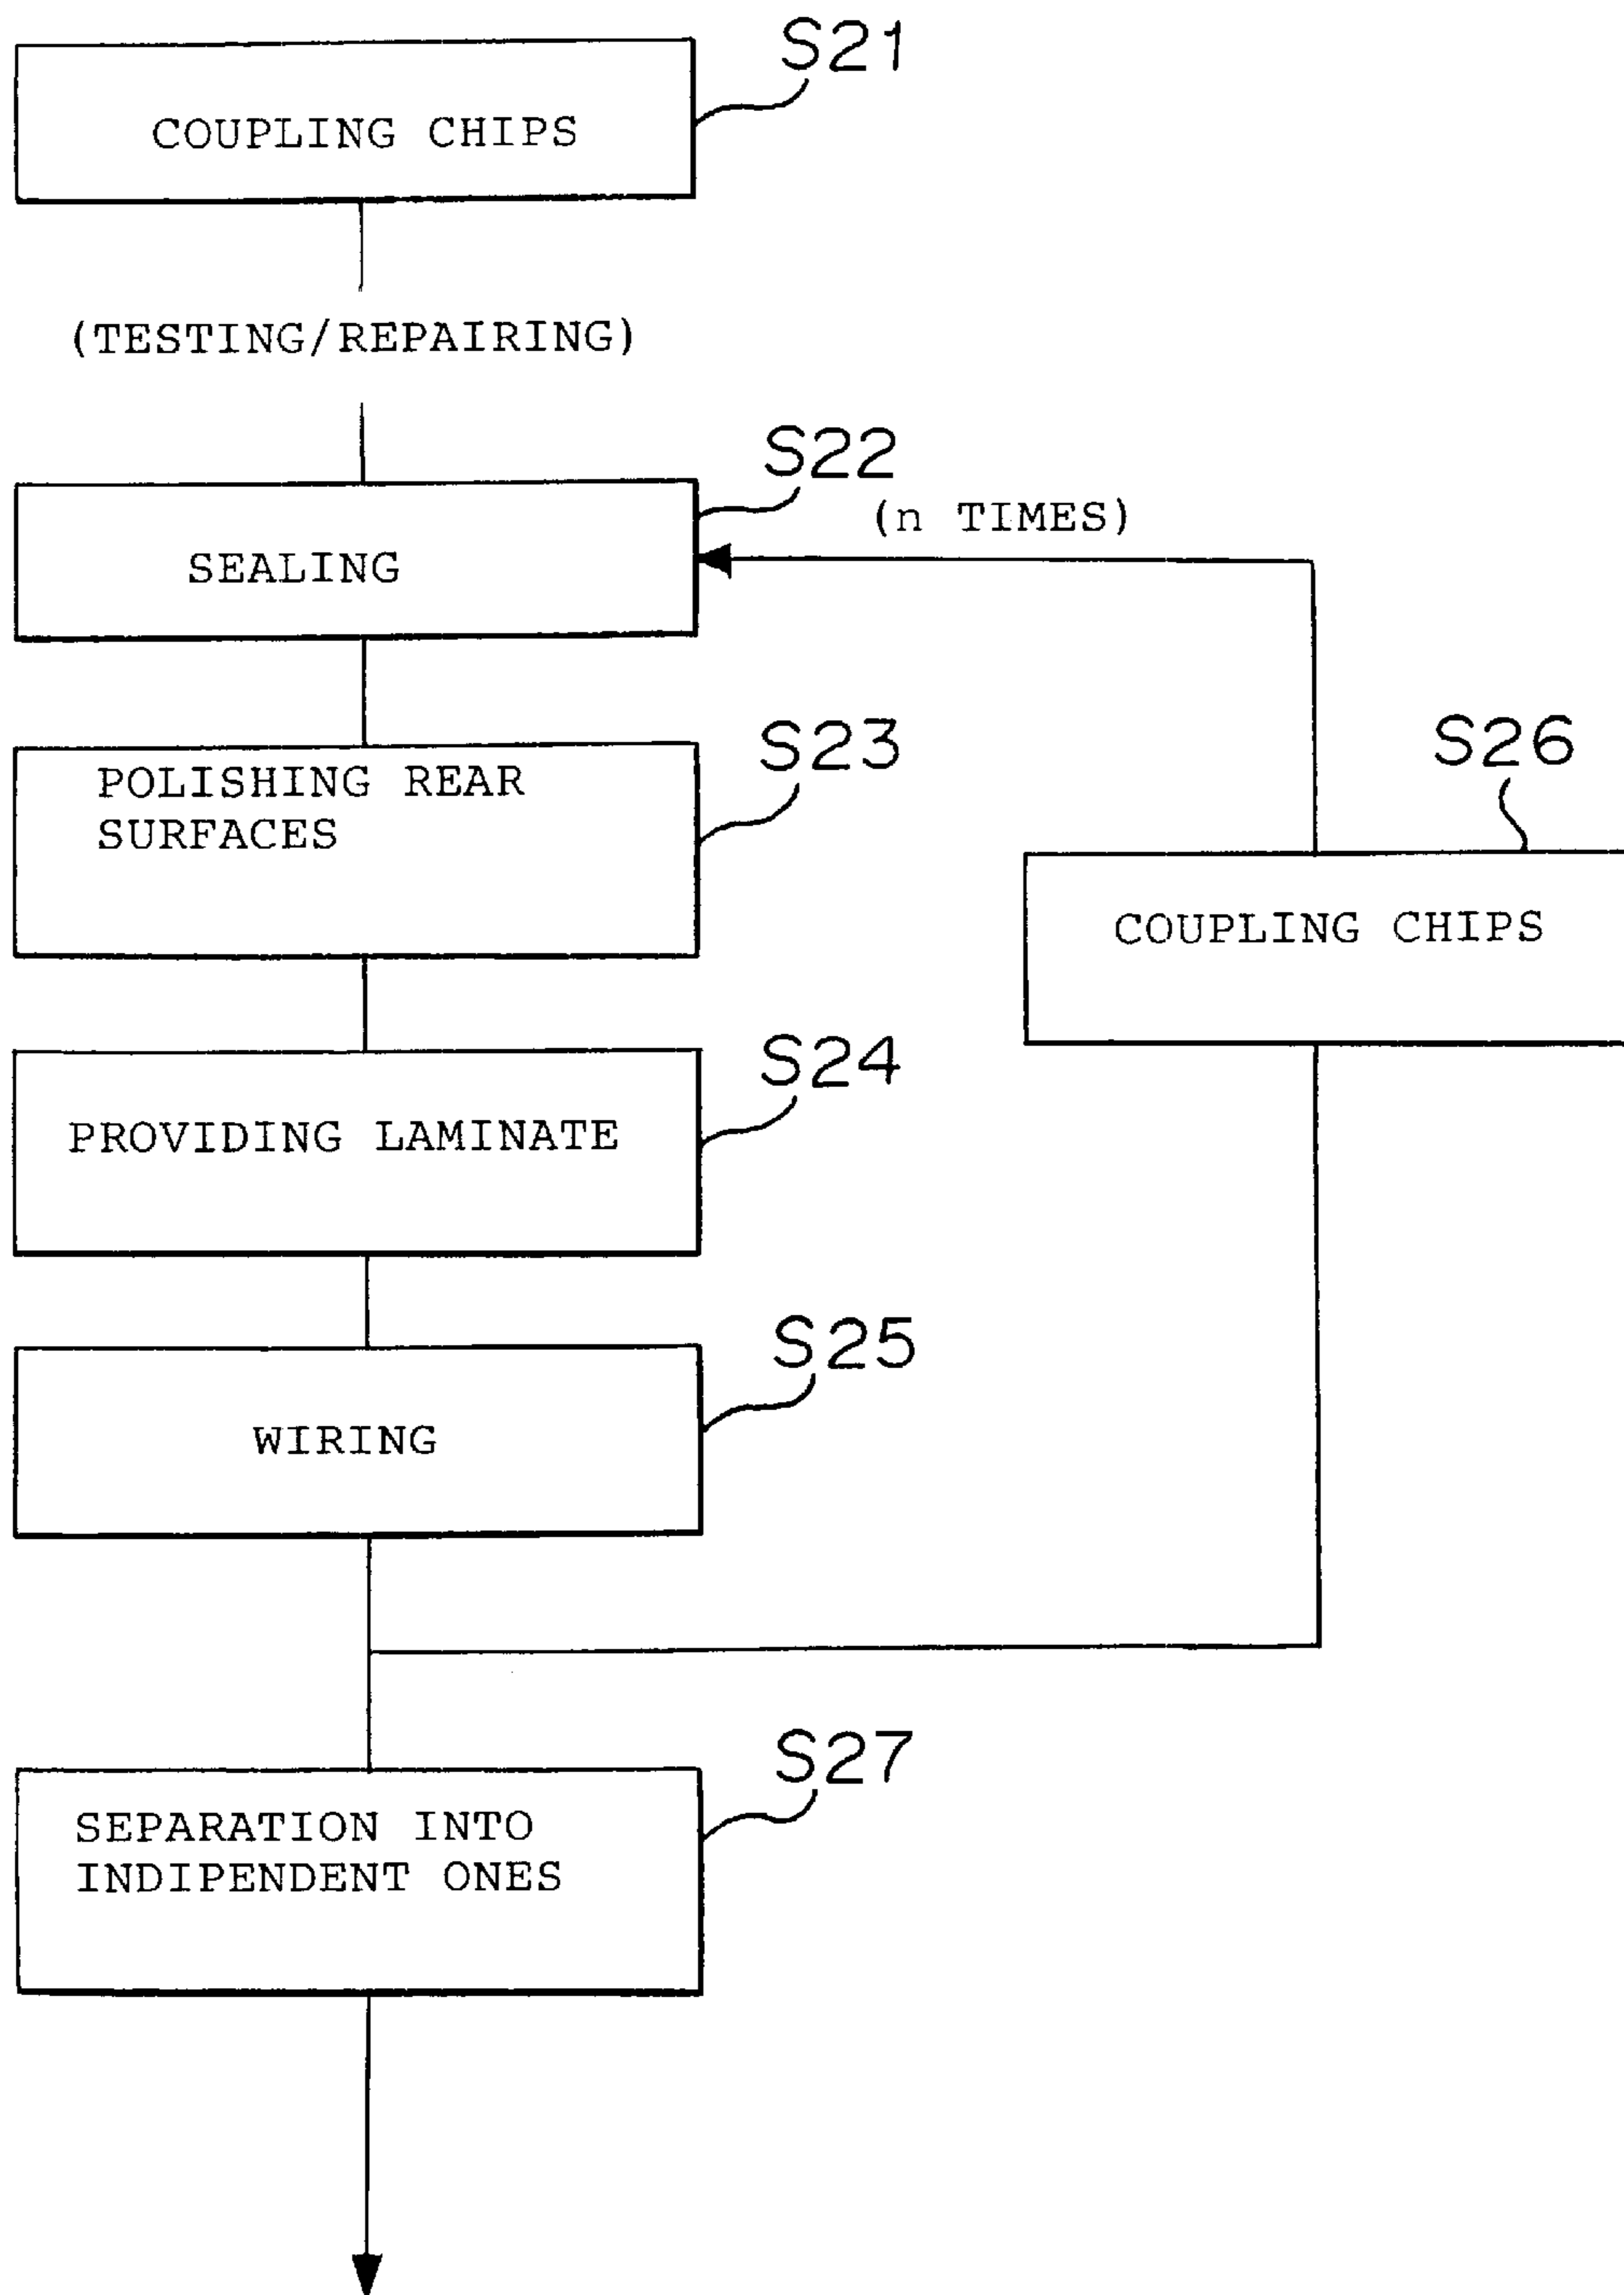 S21
COUPLING CHIPS
(TESTING/REPAIRING)
S22
(n TIMES)
SEALING
S23
POLISHING REAR
SURFACES
S26
COUPLING CHIPS
S24
PROVIDING LAMINATE
S25
WIRING
S27
SEPARATION INTO
INDIPENDENT ONES